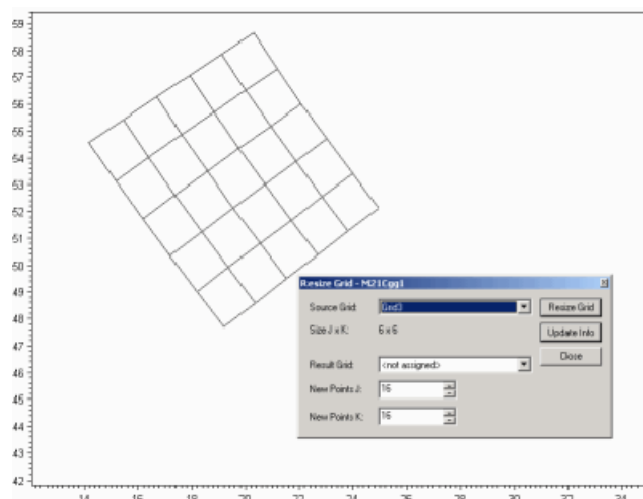 59
58
57
56
55
54
53
52
51
50
49
48
47
46
45
44
43
42
Resize Grid - M21Cgg1
Source Grid: Grid3 Resize Grid
Size J x K: 6 x 6 Update Info
Close
Result Grid: <not assigned>
New Points J: 16
New Points K: 16
14 16 18 20 22 24 26 28 30 32 34